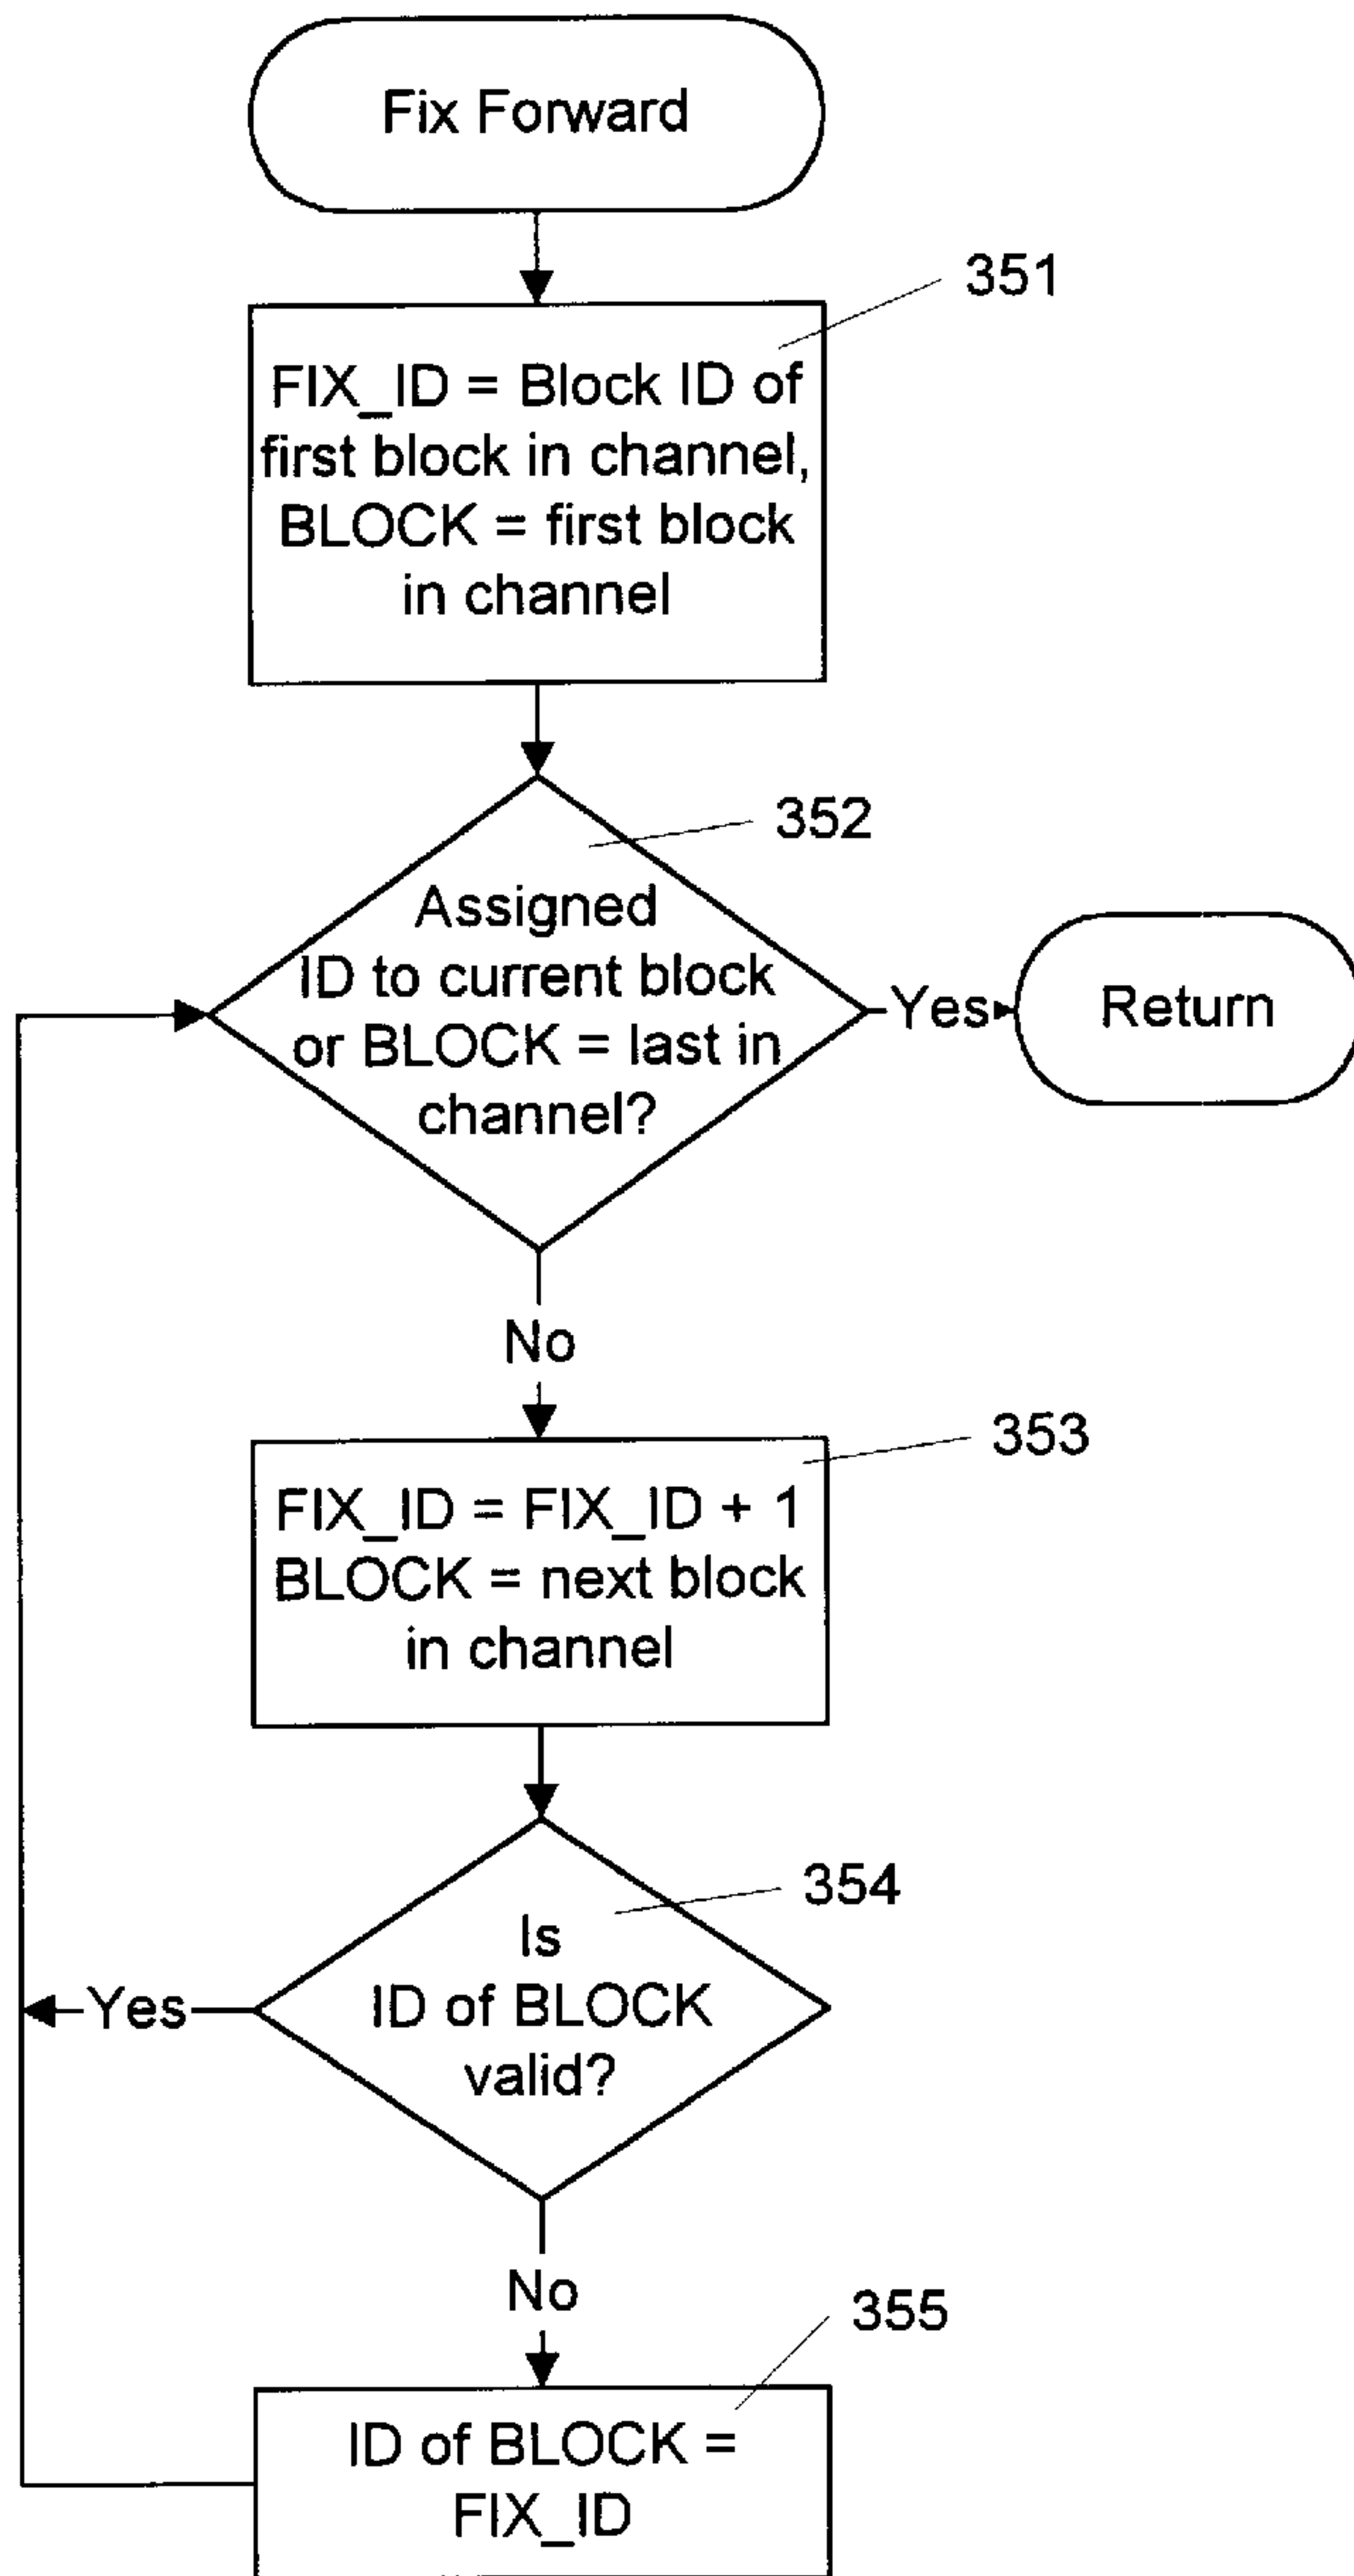 Fix Forward
351
FIX_ID = Block ID of
first block in channel,
BLOCK = first block
in channel
352
Assigned
ID to current block
or BLOCK = last in
channel?
Yes
Return
No
353
FIX_ID = FIX_ID + 1
BLOCK = next block
in channel
354
Is
ID of BLOCK
valid?
Yes
No
355
ID of BLOCK =
FIX_ID